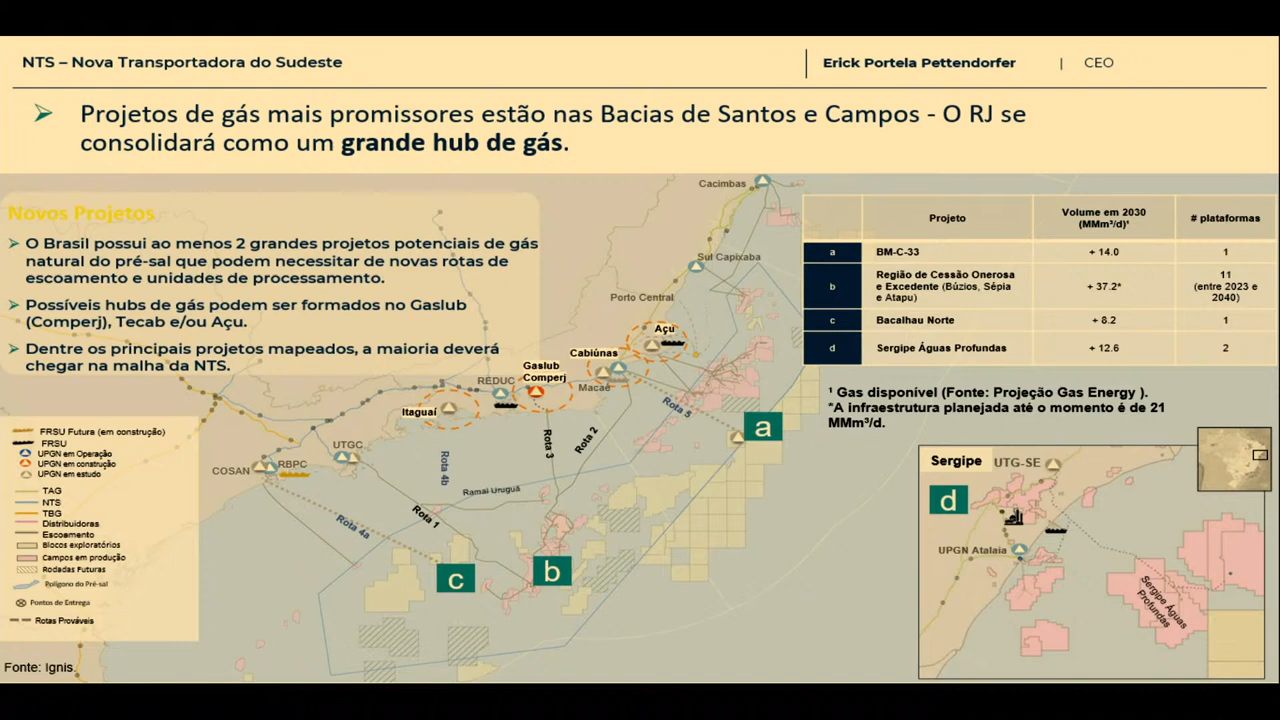 NTS – Nova Transportadora do Sudeste
Erick Portela Pettendorfer | CEO
➢ Projetos de gás mais promissores estão nas Bacias de Santos e Campos - O RJ se
consolidará como um grande hub de gás.
Novos Projetos
➢ O Brasil possui ao menos 2 grandes projetos potenciais de gás
natural do pré-sal que podem necessitar de novas rotas de
escoamento e unidades de processamento.
➢ Possíveis hubs de gás podem ser formados no Gaslub
(Comperj), Tecab e/ou Açu.
➢ Dentre os principais projetos mapeados, a maioria deverá
chegar na malha da NTS.
Cacimbas
Sul Capixaba
Porto Central
Açu
Cabiúnas
Macaé
Gaslub
Comperj
REDUC
Itaguaí
UTGC
COSAN
RBPC
Rota 5
Rota 2
Rota 3
Rota 4b
Ramal Uruguá
Rota 1
Rota 4a
a
b
c
Projeto
Volume em 2030
(MMm³/d)¹
# plataformas
a BM-C-33 + 14.0 1
b Região de Cessão Onerosa
e Excedente (Búzios, Sépia
e Atapu)
+ 37.2*
11
(entre 2023 e
2040)
c Bacalhau Norte + 8.2 1
d Sergipe Águas Profundas + 12.6 2
¹ Gas disponível (Fonte: Projeção Gas Energy ).
*A infraestrutura planejada até o momento é de 21
MMm³/d.
FRSU Futura (em construção)
FRSU
UPGN em Operação
UPGN em construção
UPGN em estudo
TAG
NTS
TBG
Distribuidoras
Escoamento
Blocos exploratórios
Campos em produção
Rodadas Futuras
Polígono do Pré-sal
Pontos de Entrega
Rotas Prováveis
Fonte: Ignis.
Sergipe
UTG-SE
d
UPGN Atalaia
Sergipe Águas
Profundas